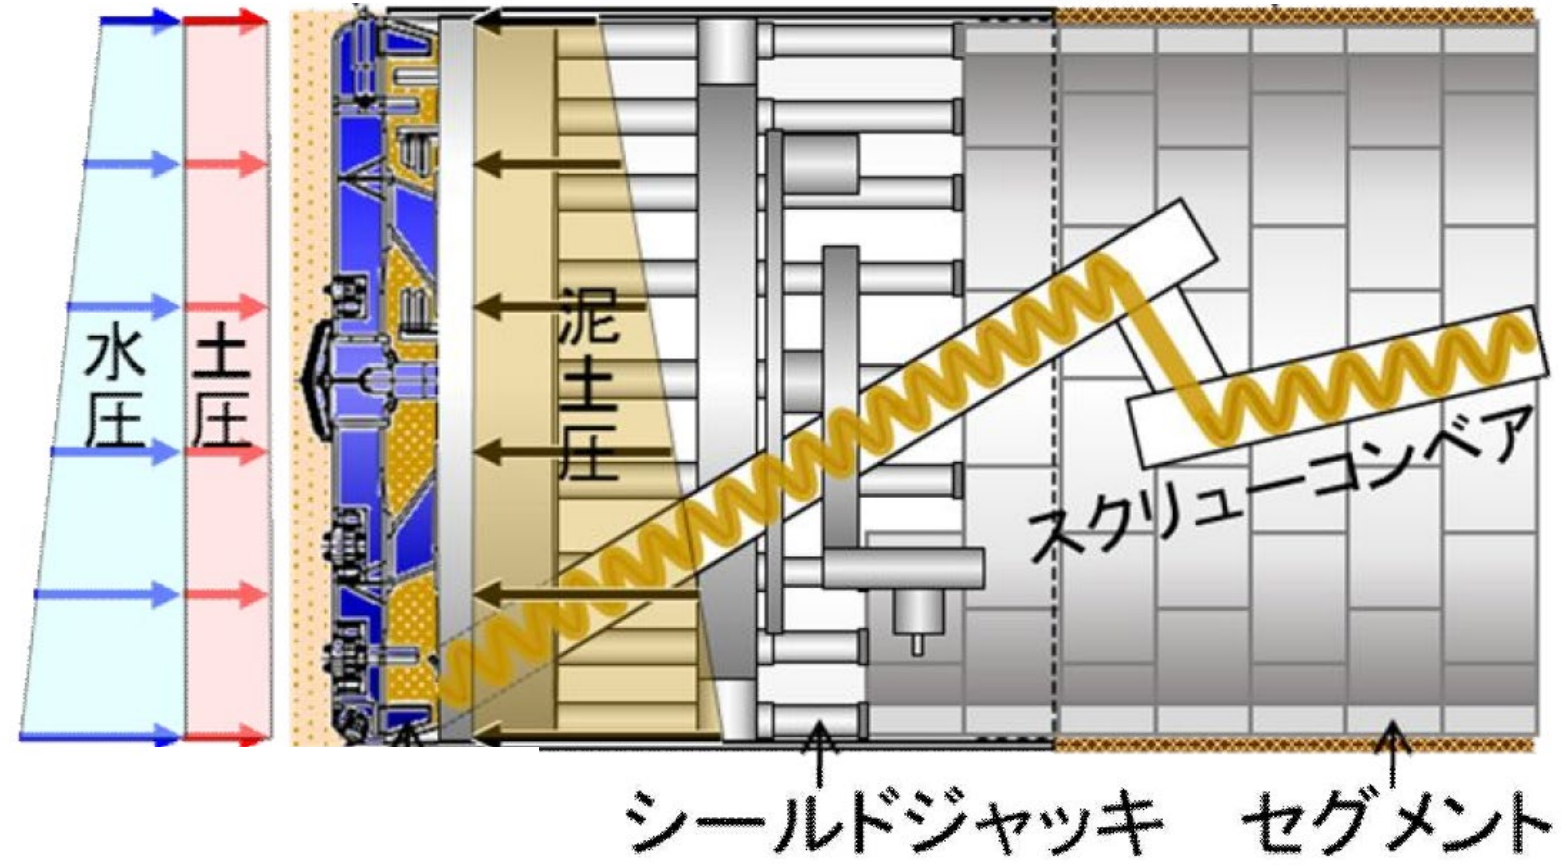 水圧
土圧
泥土圧
スクリューコンベア
シールドジャッキ
セグメント